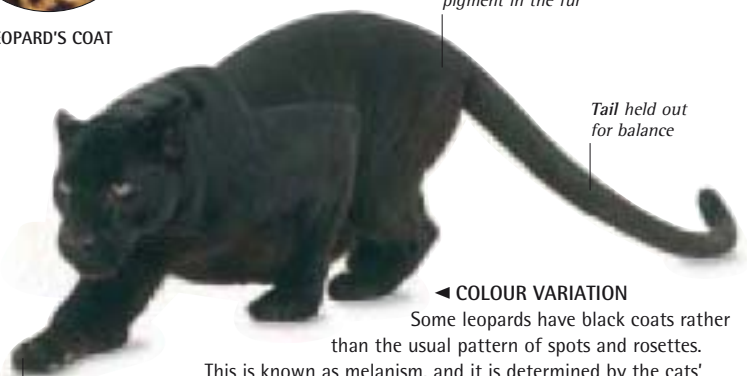 pigment in the fur
LEOPARD'S COAT
Tail held out
for balance
◄ COLOUR VARIATION
Some leopards have black coats rather
than the usual pattern of spots and rosettes.
This is known as melanism, and it is determined by the cats'